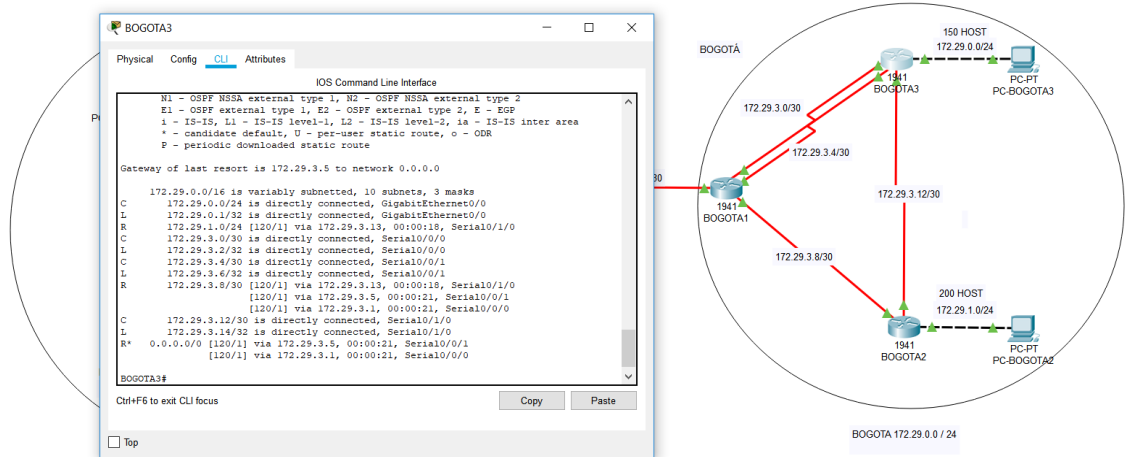 BOGOTA3
Physical Config CLI Attributes
IOS Command Line Interface
N1 - OSPF NSSA external type 1, N2 - OSPF NSSA external type 2
E1 - OSPF external type 1, E2 - OSPF external type 2, E - EGP
i - IS-IS, L1 - IS-IS level-1, L2 - IS-IS level-2, ia - IS-IS inter area
* - candidate default, U - per-user static route, o - ODR
P - periodic downloaded static route
Gateway of last resort is 172.29.3.5 to network 0.0.0.0
172.29.0.0/16 is variably subnetted, 10 subnets, 3 masks
C 172.29.0.0/24 is directly connected, GigabitEthernet0/0
L 172.29.0.1/32 is directly connected, GigabitEthernet0/0
R 172.29.1.0/24 [120/1] via 172.29.3.13, 00:00:18, Serial0/1/0
C 172.29.3.0/30 is directly connected, Serial0/0/0
L 172.29.3.2/32 is directly connected, Serial0/0/0
C 172.29.3.4/30 is directly connected, Serial0/0/1
L 172.29.3.6/32 is directly connected, Serial0/0/1
R 172.29.3.8/30 [120/1] via 172.29.3.13, 00:00:18, Serial0/1/0
[120/1] via 172.29.3.5, 00:00:21, Serial0/0/1
[120/1] via 172.29.3.1, 00:00:21, Serial0/0/0
C 172.29.3.12/30 is directly connected, Serial0/1/0
L 172.29.3.14/32 is directly connected, Serial0/1/0
R* 0.0.0.0/0 [120/1] via 172.29.3.5, 00:00:21, Serial0/0/1
[120/1] via 172.29.3.1, 00:00:21, Serial0/0/0
BOGOTA3#
Ctrl+F6 to exit CLI focus
Copy Paste
Top
BOGOTÁ
150 HOST
172.29.0.0/24
1941
BOGOTA3
PC-PT
PC-BOGOTA3
172.29.3.0/30
172.29.3.4/30
30
1941
BOGOTA1
172.29.3.12/30
172.29.3.8/30
200 HOST
172.29.1.0/24
1941
BOGOTA2
PC-PT
PC-BOGOTA2
BOGOTA 172.29.0.0 / 24